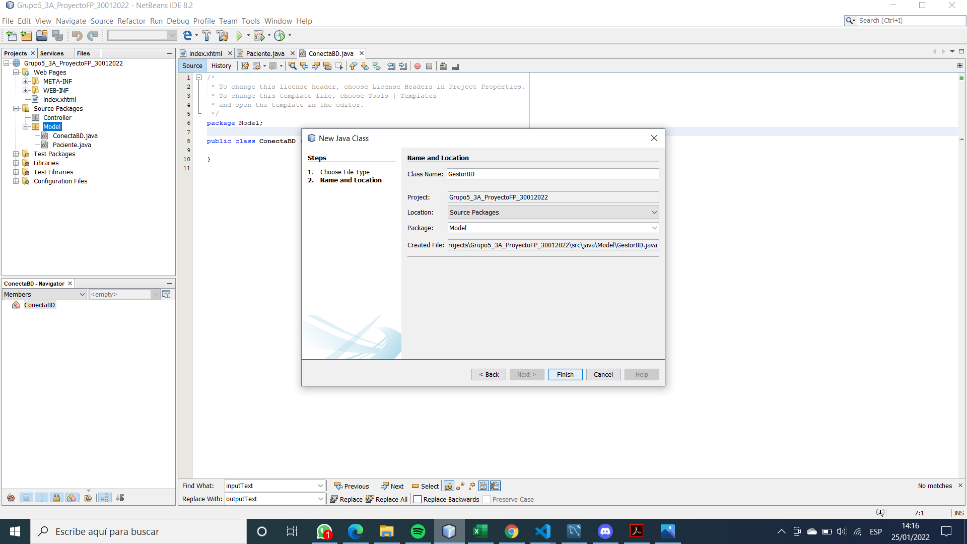 Grupo5_3A_ProyectoFP_30012022 - NetBeans IDE 8.2
File Edit View Navigate Source Refactor Run Debug Profile Team Tools Window Help
Search (Ctrl+I)
Projects Services Files
index.xhtml Paciente.java ConectaBD.java
Source History
Grupo5_3A_ProyectoFP_30012022
Web Pages
META-INF
WEB-INF
index.xhtml
Source Packages
Controller
Model
ConectaBD.java
Paciente.java
Test Packages
Libraries
Test Libraries
Configuration Files
1 /*
2 * To change this license header, choose License Headers in Project Properties.
3 * To change this template file, choose Tools | Templates
4 * and open the template in the editor.
5 */
6 package Model;
7
8 public class ConectaBD
9
10 }
11
New Java Class
Steps
1. Choose File Type
2. Name and Location
Name and Location
Class Name: GestorBD
Project: Grupo5_3A_ProyectoFP_30012022
Location: Source Packages
Package: Model
Created File: rojects\Grupo5_3A_ProyectoFP_30012022\src\java\Model\GestorBD.java
< Back Next > Finish Cancel Help
ConectaBD - Navigator
Members <empty>
ConectaBD
Find What: inputText Previous Next Select No matches
Replace With: outputText Replace Replace All Replace Backwards Preserve Case
7:1 INS
Escribe aquí para buscar
1
ESP
14:16
25/01/2022